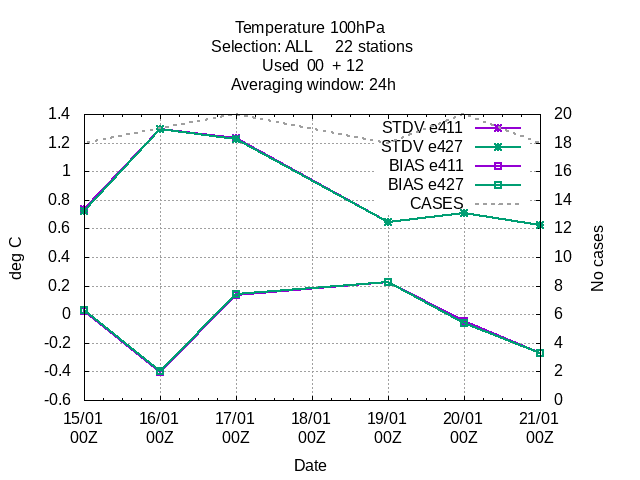 Temperature 100hPa
Selection: ALL     22 stations
Used  00  + 12
Averaging window: 24h
1.4
1.2
1
0.8
0.6
0.4
0.2
0
-0.2
-0.4
-0.6
deg C
STDV e411
STDV e427
BIAS e411
BIAS e427
CASES
20
18
16
14
12
10
8
6
4
2
0
No cases
15/01 16/01 17/01 18/01 19/01 20/01 21/01
00Z 00Z 00Z 00Z 00Z 00Z 00Z
Date